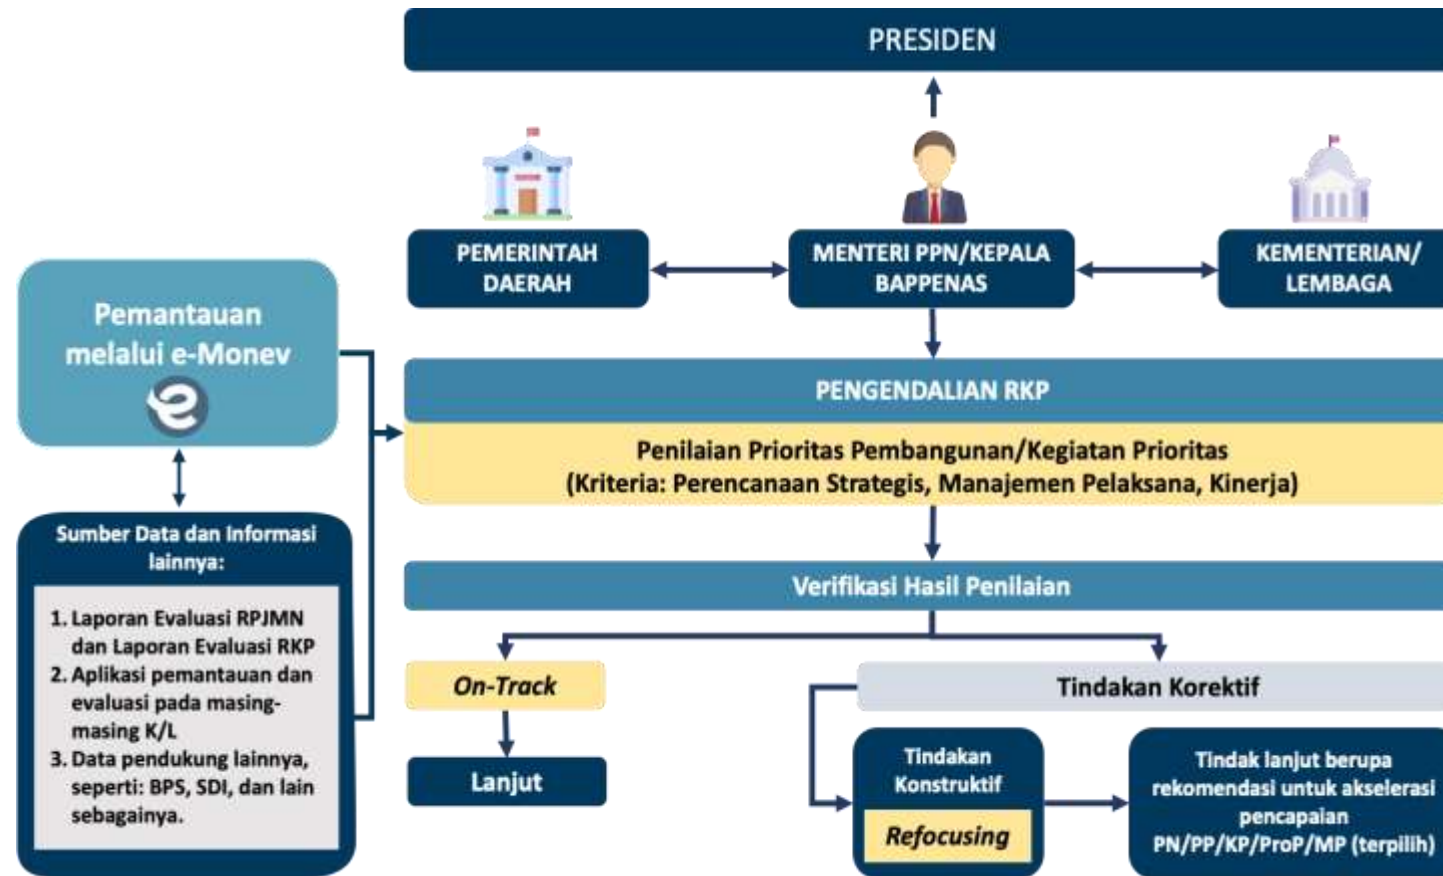 PRESIDEN
PEMERINTAH
DAERAH
MENTERI PPN/KEPALA
BAPPENAS
KEMENTERIAN/
LEMBAGA
Pemantauan
melalui e-Monev
e
PENGENDALIAN RKP
Penilaian Prioritas Pembangunan/Kegiatan Prioritas
(Kriteria: Perencanaan Strategis, Manajemen Pelaksana, Kinerja)
Sumber Data dan Informasi
lainnya:
1. Laporan Evaluasi RPJMN
dan Laporan Evaluasi RKP
2. Aplikasi pemantauan dan
evaluasi pada masing-
masing K/L
3. Data pendukung lainnya,
seperti: BPS, SDI, dan lain
sebagainya.
Verifikasi Hasil Penilaian
On-Track
Lanjut
Tindakan Korektif
Tindakan
Konstruktif
Refocusing
Tindak lanjut berupa
rekomendasi untuk akselerasi
pencapaian
PN/PP/KP/ProP/MP (terpilih)